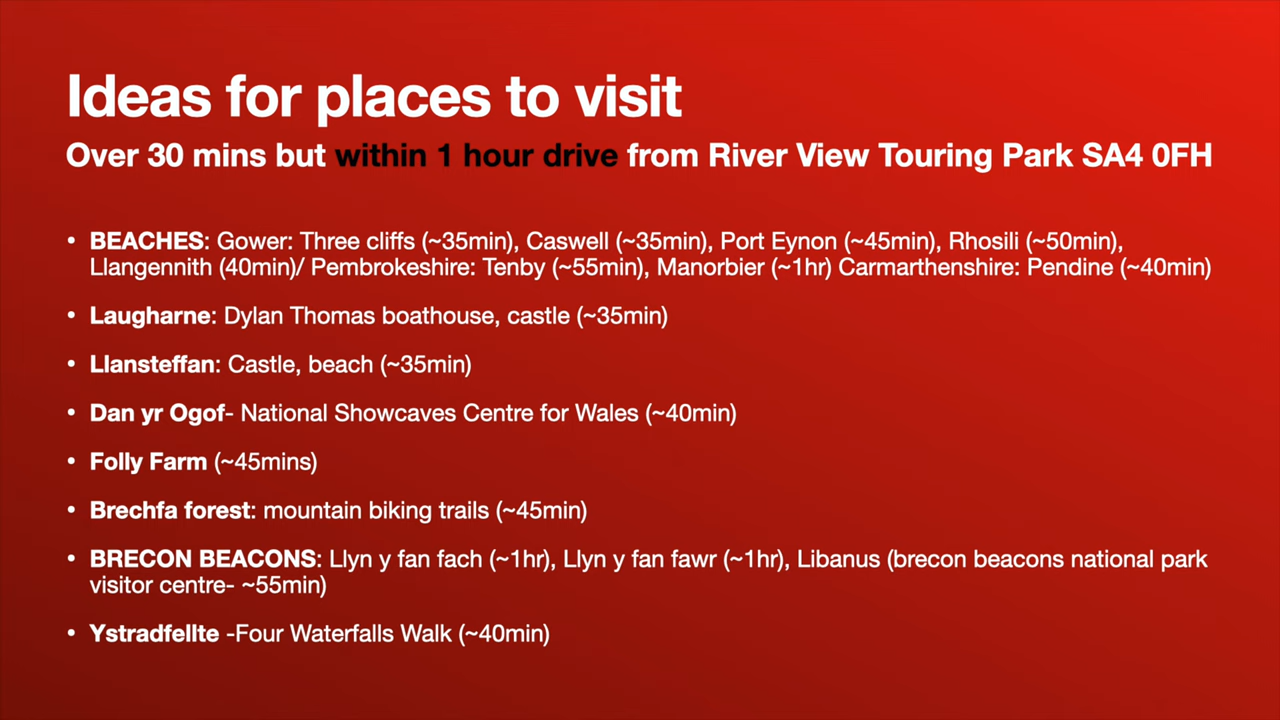 Ideas for places to visit
Over 30 mins but within 1 hour drive from River View Touring Park SA4 0FH
• BEACHES: Gower: Three cliffs (~35min), Caswell (~35min), Port Eynon (~45min), Rhosili (~50min),
Llangennith (40min)/ Pembrokeshire: Tenby (~55min), Manorbier (~1hr) Carmarthenshire: Pendine (~40min)
• Laugharne: Dylan Thomas boathouse, castle (~35min)
• Llansteffan: Castle, beach (~35min)
• Dan yr Ogof- National Showcaves Centre for Wales (~40min)
• Folly Farm (~45mins)
• Brechfa forest: mountain biking trails (~45min)
• BRECON BEACONS: Llyn y fan fach (~1hr), Llyn y fan fawr (~1hr), Libanus (brecon beacons national park
visitor centre- ~55min)
• Ystradfellte -Four Waterfalls Walk (~40min)